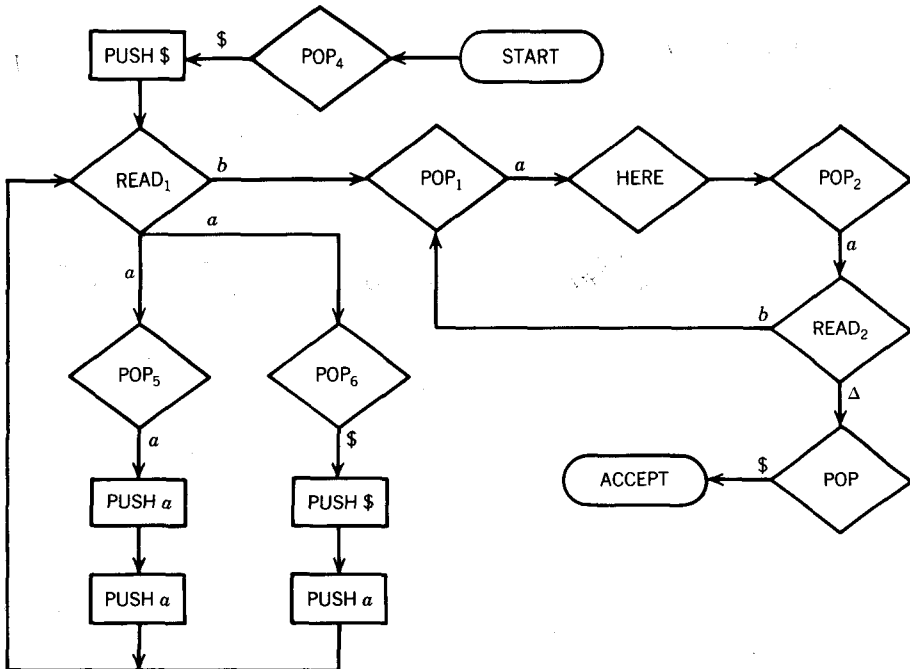 PUSH $
$
POP₄
START
READ₁
b
POP₁
a
HERE
POP₂
a
a
a
b
READ₂
Δ
POP₅
POP₆
a
$
PUSH a
PUSH $
ACCEPT
$
POP
PUSH a
PUSH a